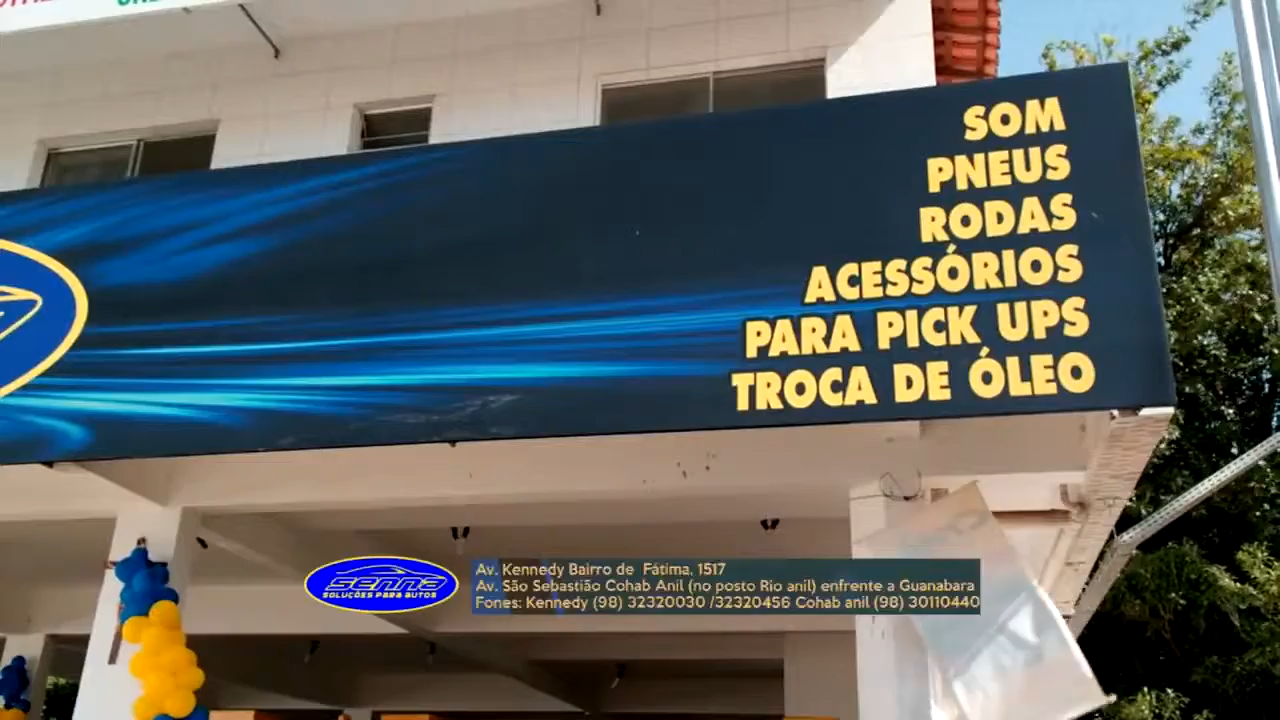 SOM
PNEUS
RODAS
ACESSÓRIOS
PARA PICK UPS
TROCA DE ÓLEO
senna
SOLUÇÕES PARA AUTOS
Av. Kennedy Bairro de Fátima, 1517
Av. São Sebastião Cohab Anil (no posto Rio anil) enfrente a Guanabara
Fones: Kennedy (98) 32320030 /32320456 Cohab anil (98) 30110440